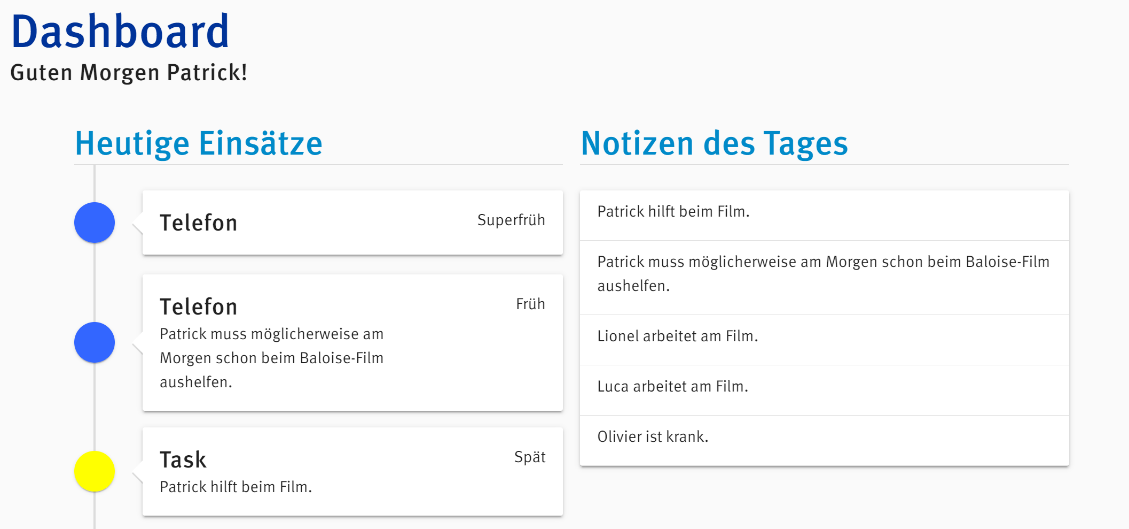 Dashboard
Guten Morgen Patrick!
Heutige Einsätze
Telefon
Superfrüh
Telefon
Früh
Patrick muss möglicherweise am
Morgen schon beim Baloise-Film
aushelfen.
Task
Spät
Patrick hilft beim Film.
Notizen des Tages
Patrick hilft beim Film.
Patrick muss möglicherweise am Morgen schon beim Baloise-Film
aushelfen.
Lionel arbeitet am Film.
Luca arbeitet am Film.
Olivier ist krank.